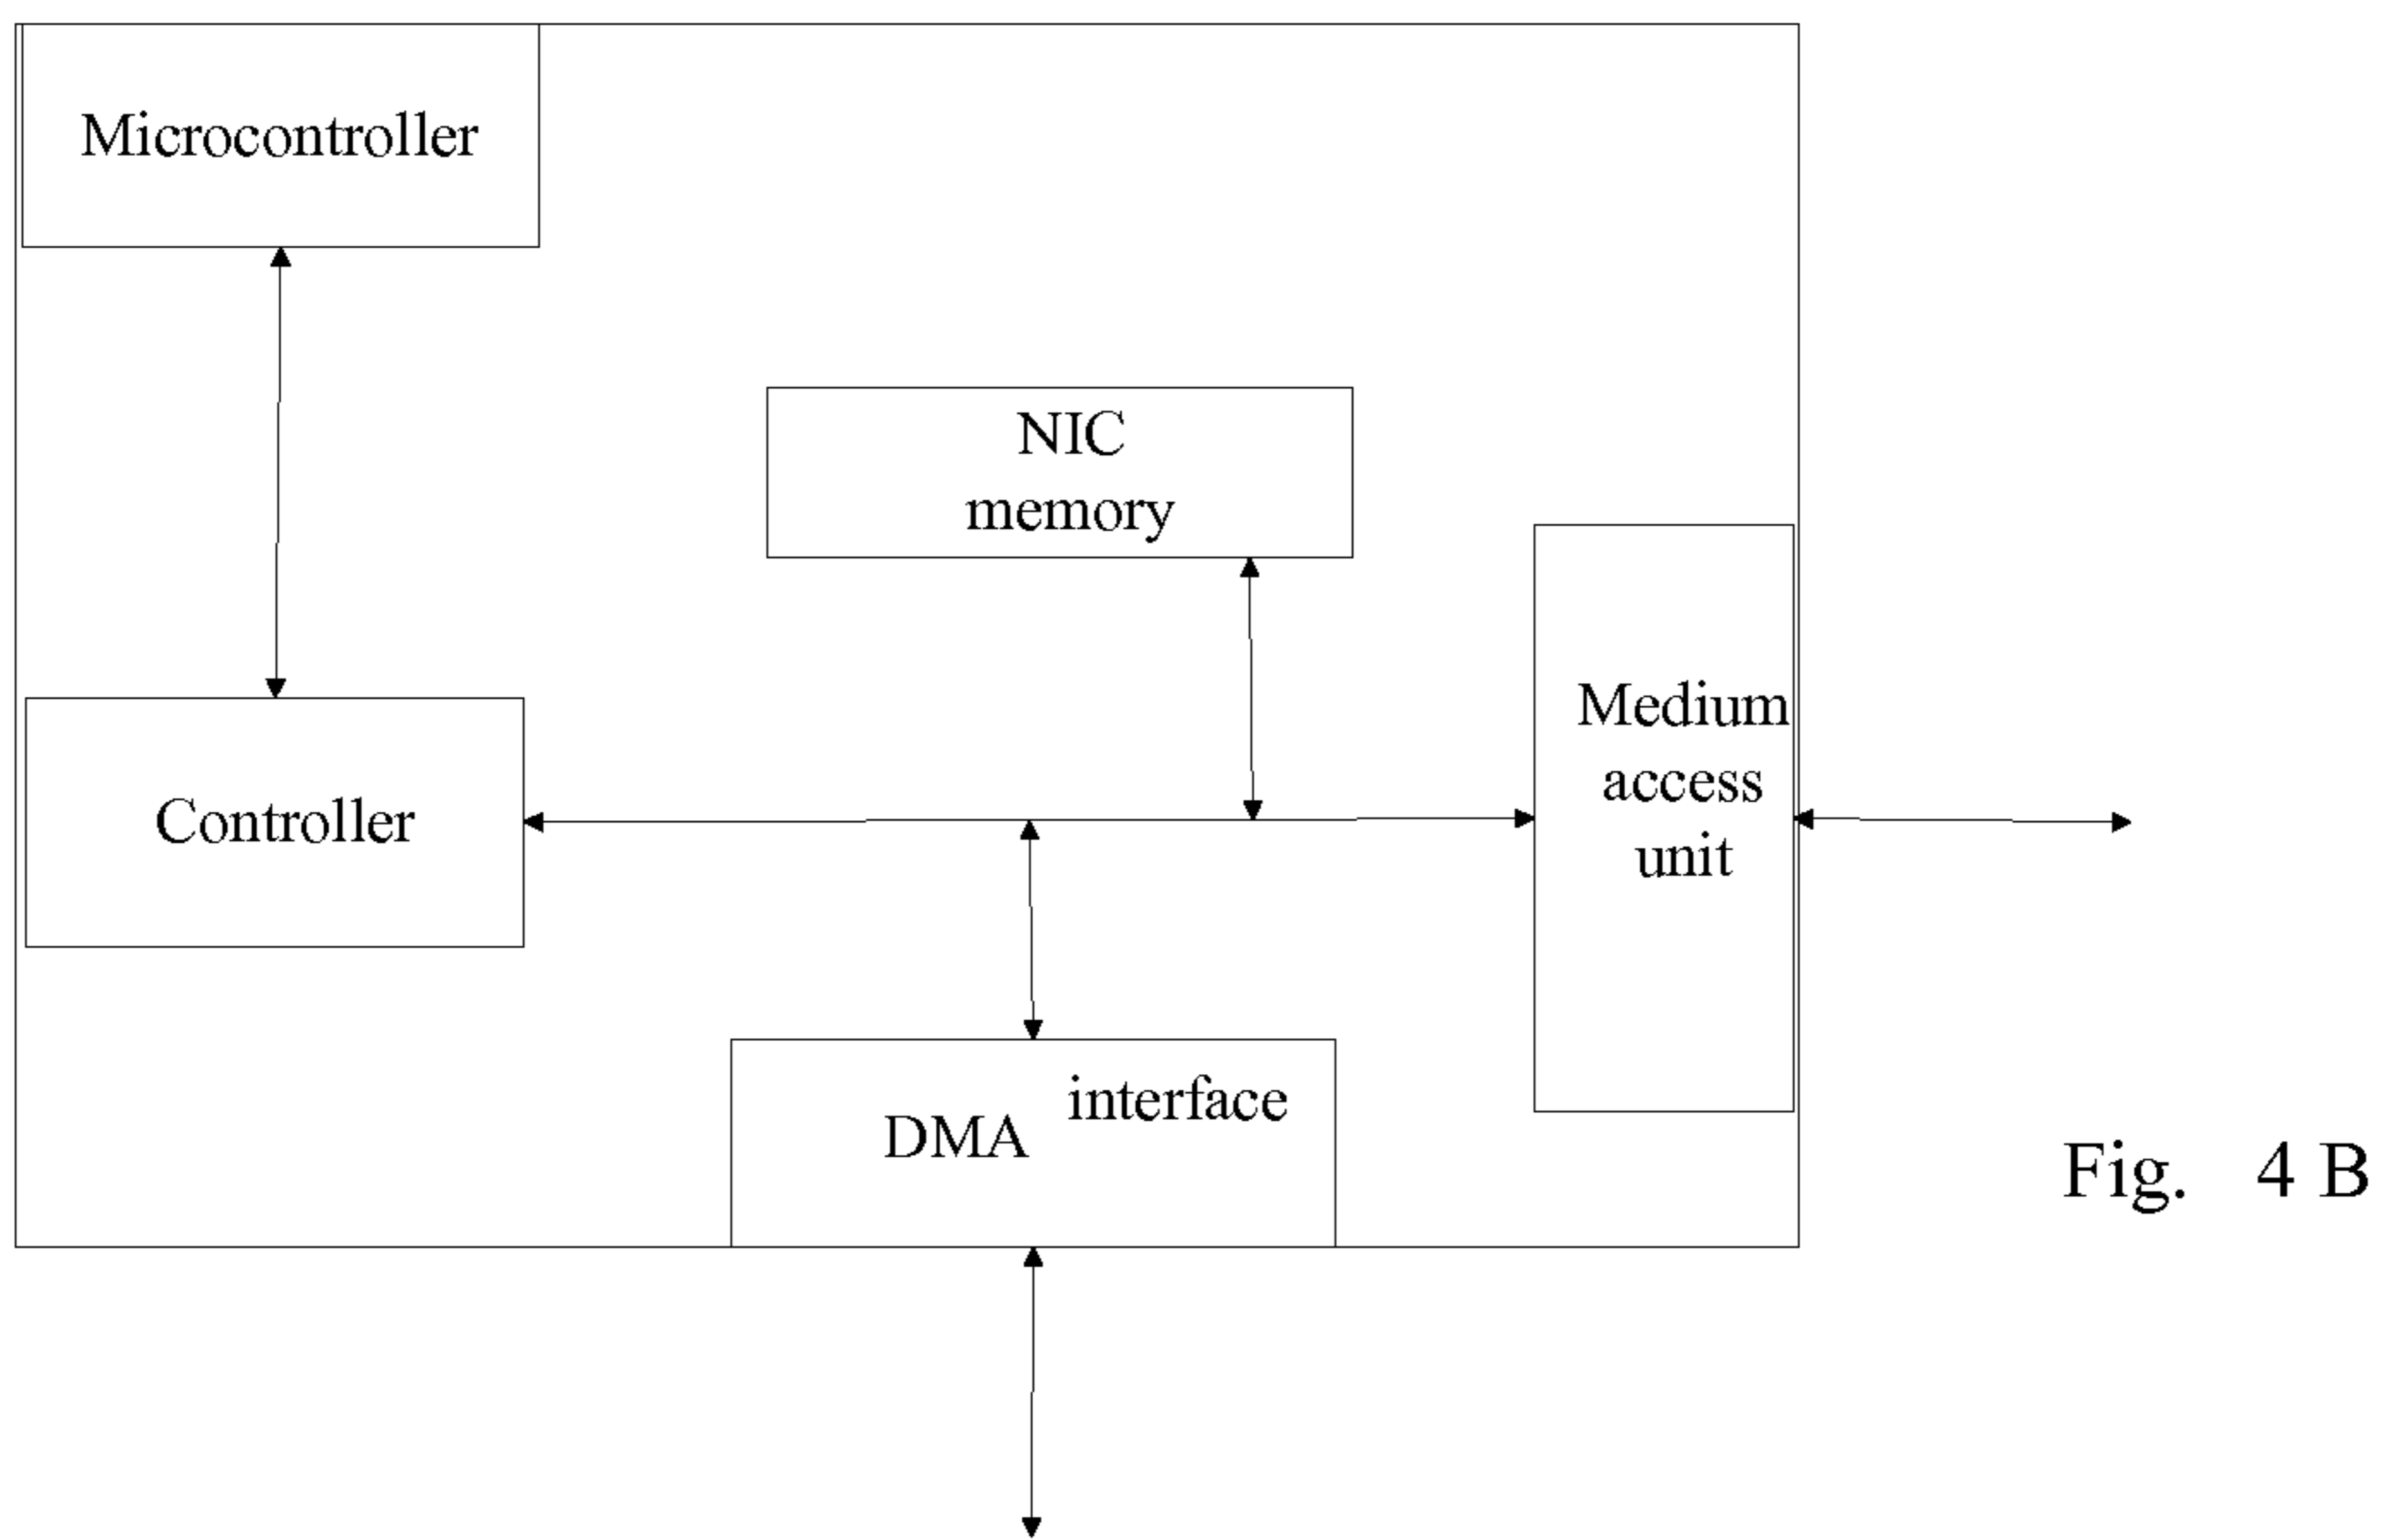 Microcontroller
NIC
memory
Medium
access
unit
Controller
interface
DMA
Fig. 4 B